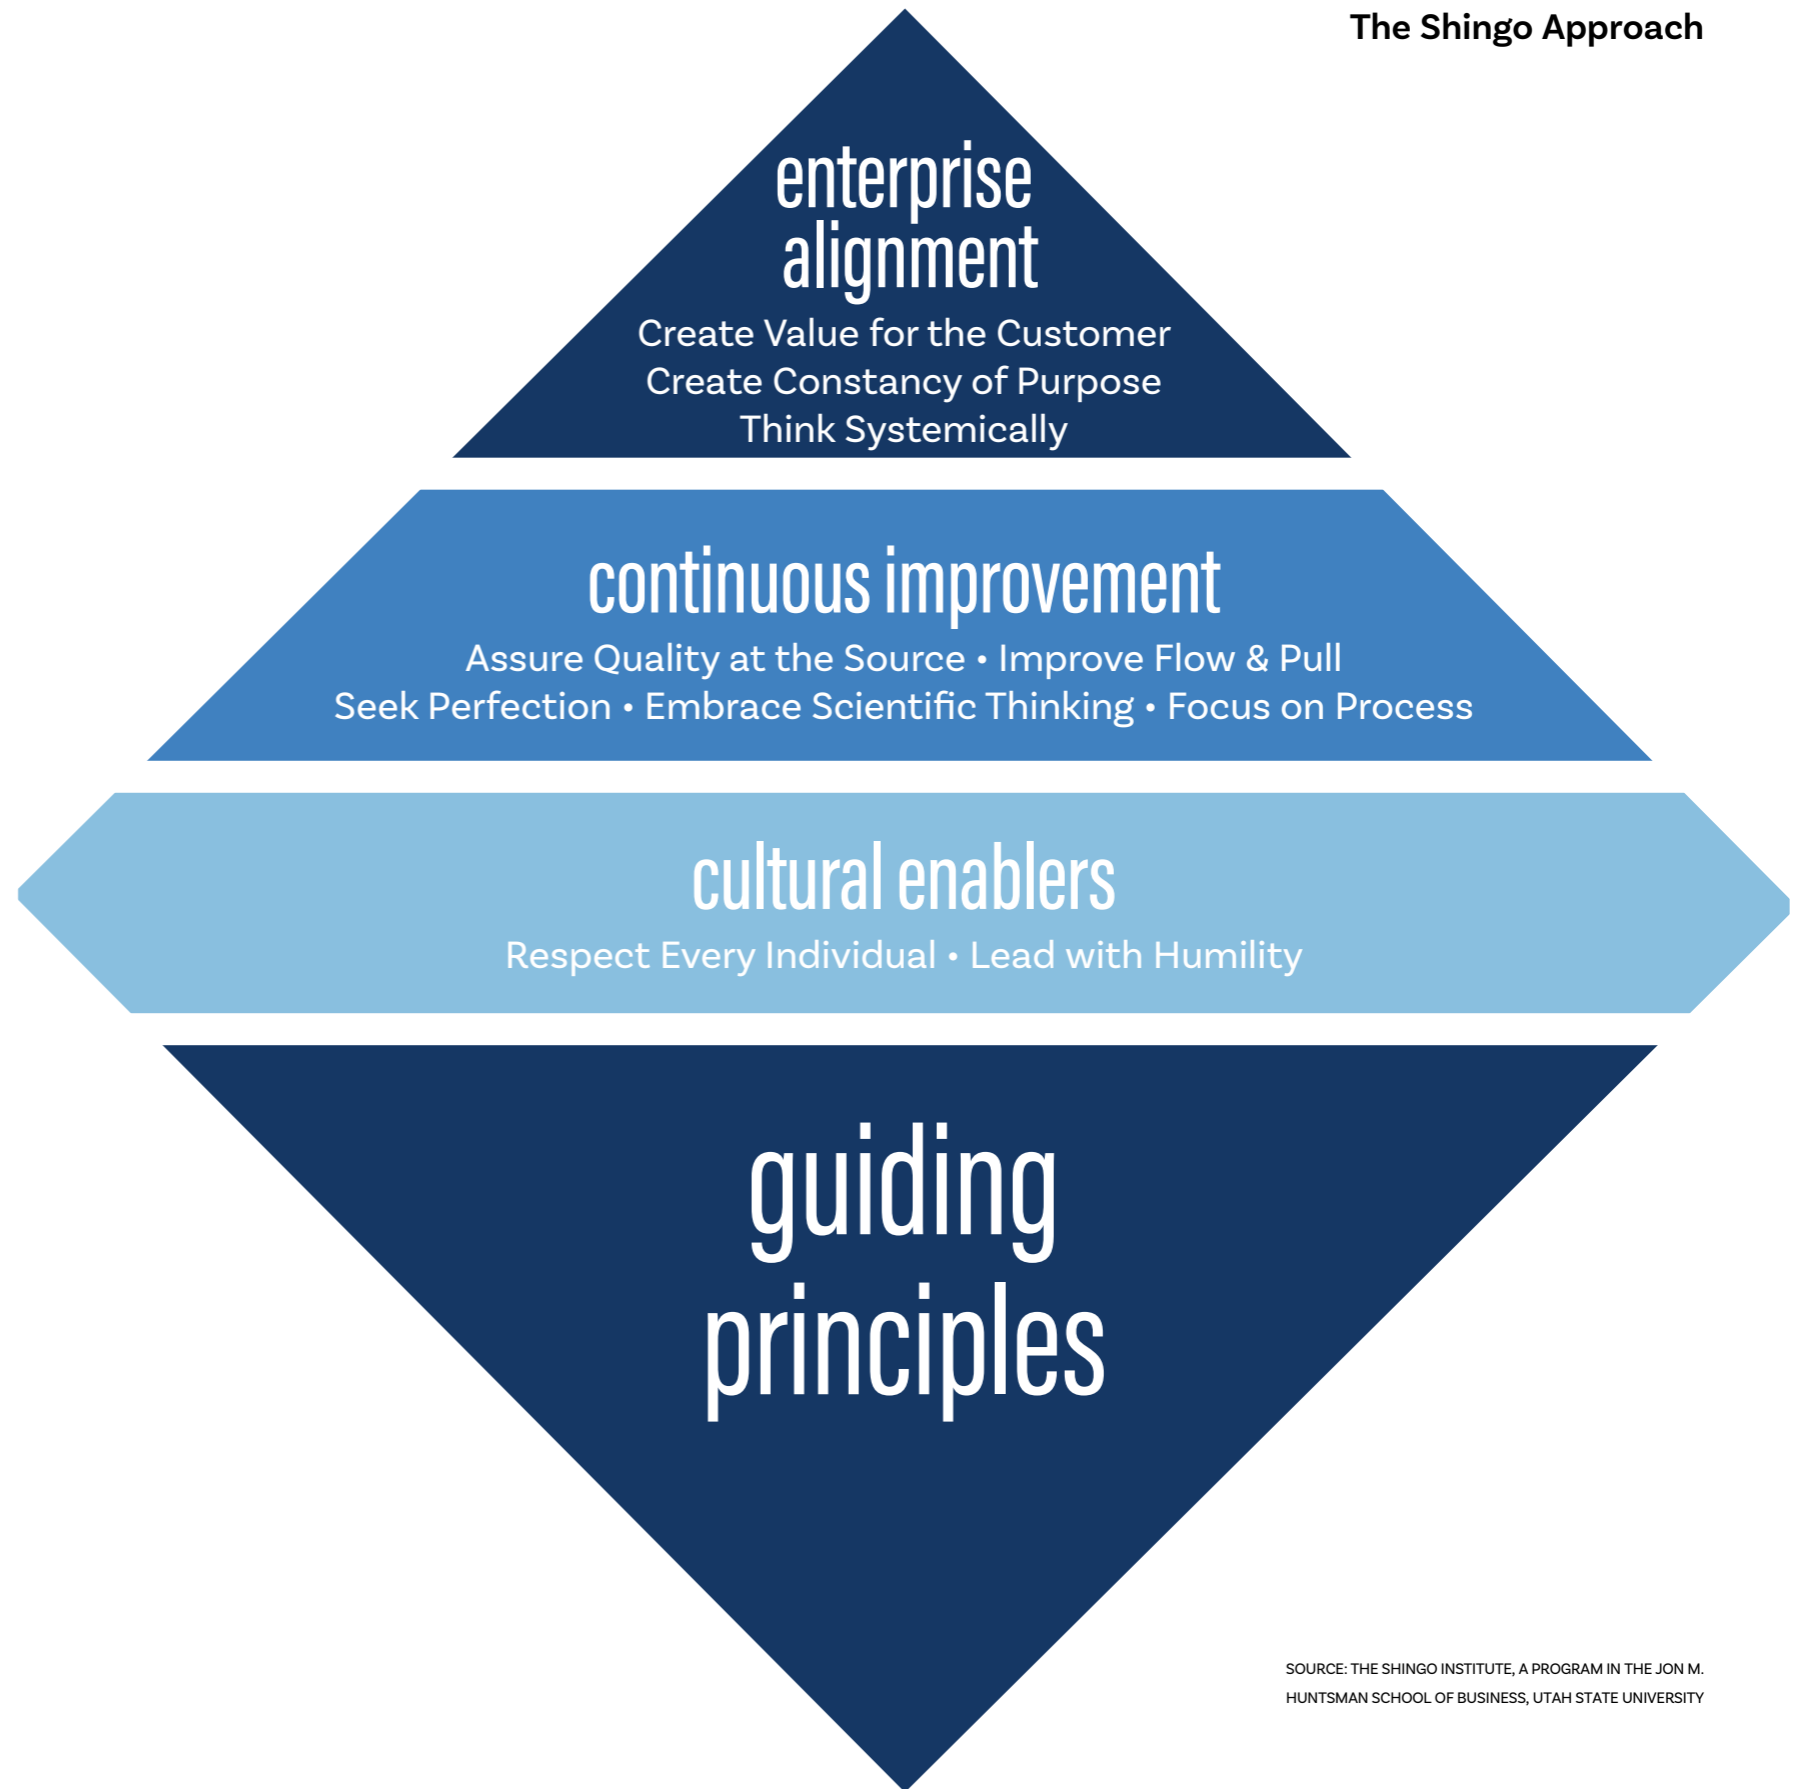 The Shingo Approach
enterprise
alignment
Create Value for the Customer
Create Constancy of Purpose
Think Systemically
continuous improvement
Assure Quality at the Source • Improve Flow & Pull
Seek Perfection • Embrace Scientific Thinking • Focus on Process
cultural enablers
Respect Every Individual • Lead with Humility
guiding
principles
SOURCE: THE SHINGO INSTITUTE, A PROGRAM IN THE JON M.
HUNTSMAN SCHOOL OF BUSINESS, UTAH STATE UNIVERSITY